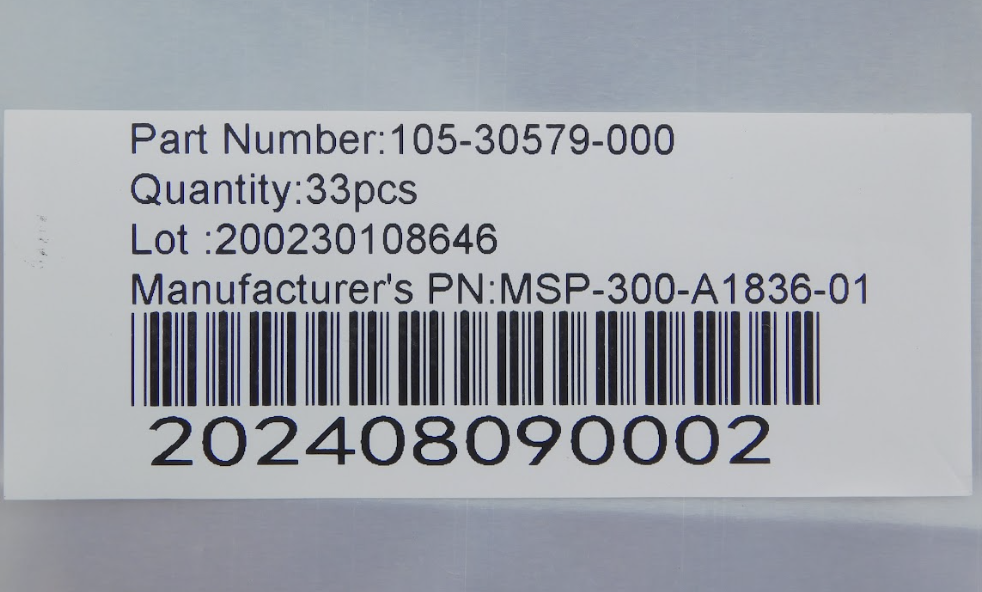 Part Number:105-30579-000
Quantity:33pcs
Lot :200230108646
Manufacturer's PN:MSP-300-A1836-01
202408090002